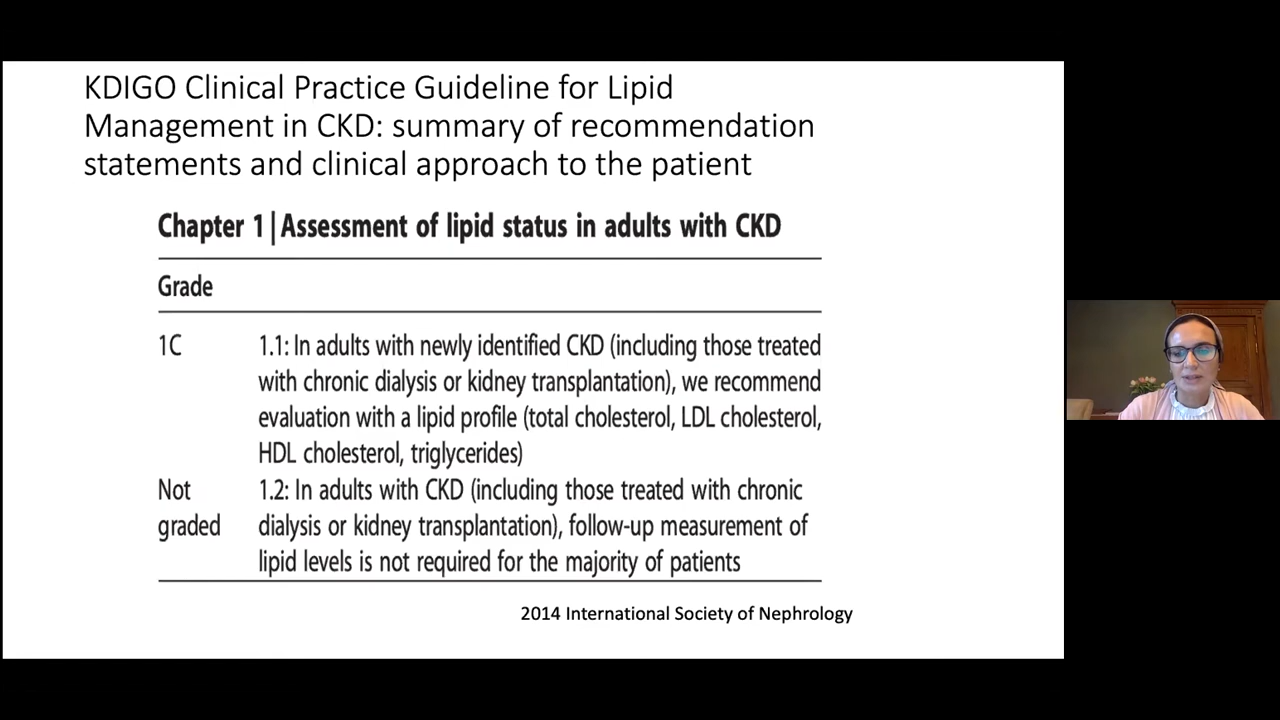 KDIGO Clinical Practice Guideline for Lipid
Management in CKD: summary of recommendation
statements and clinical approach to the patient
Chapter 1 | Assessment of lipid status in adults with CKD
Grade
1C 1.1: In adults with newly identified CKD (including those treated
with chronic dialysis or kidney transplantation), we recommend
evaluation with a lipid profile (total cholesterol, LDL cholesterol,
HDL cholesterol, triglycerides)
Not 1.2: In adults with CKD (including those treated with chronic
graded dialysis or kidney transplantation), follow-up measurement of
lipid levels is not required for the majority of patients
2014 International Society of Nephrology